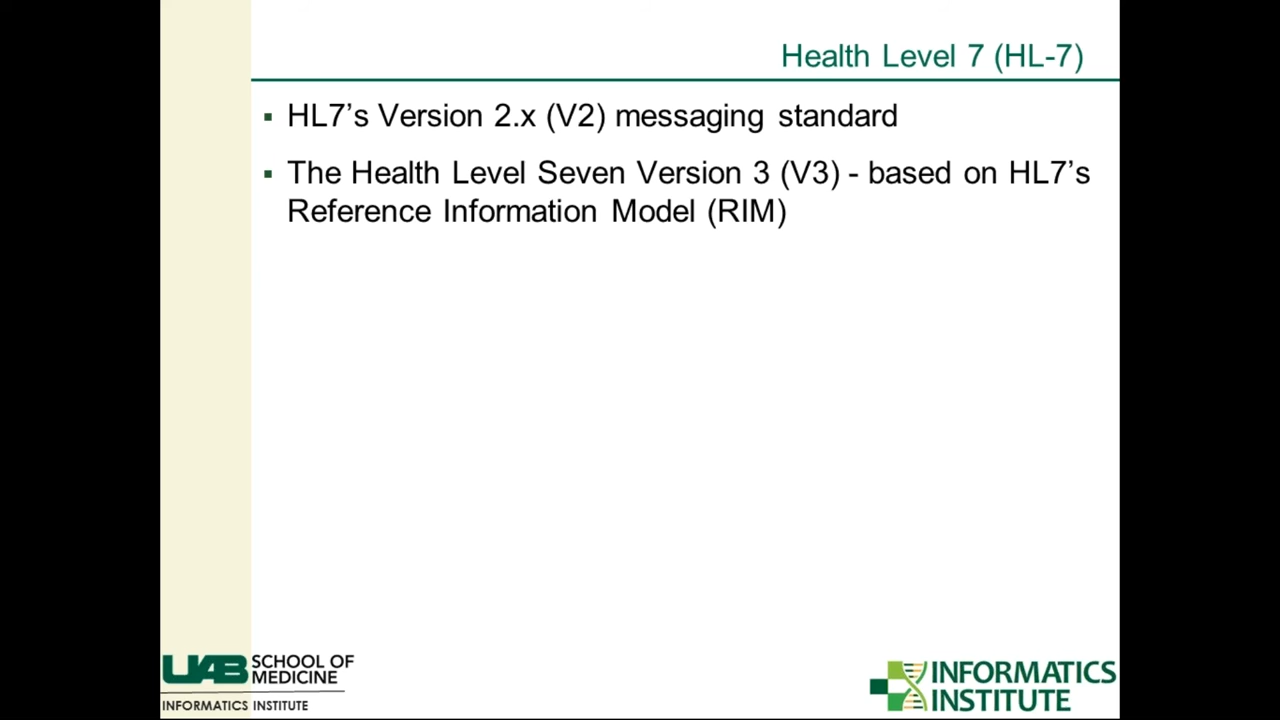 Health Level 7 (HL-7)
▪ HL7’s Version 2.x (V2) messaging standard
▪ The Health Level Seven Version 3 (V3) - based on HL7’s
Reference Information Model (RIM)
UAB SCHOOL OF
MEDICINE
INFORMATICS INSTITUTE
INFORMATICS
INSTITUTE